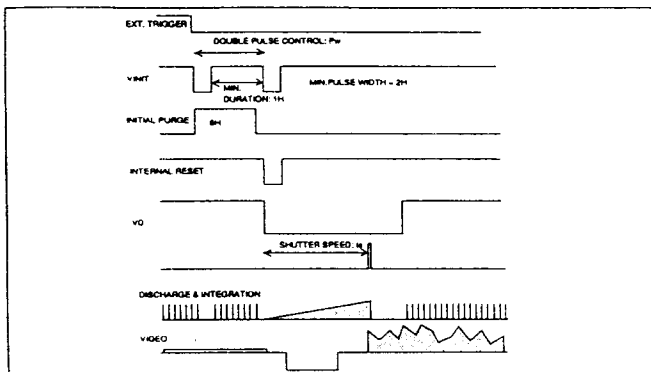 EXT. TRIGGER
DOUBLE PULSE CONTROL: Pw
VINIT
MIN.
DURATION: 1H
MIN. PULSE WIDTH = 2H
INITIAL PURGE
8H
INTERNAL RESET
VD
SHUTTER SPEED: ts
DISCHARGE & INTEGRATION
VIDEO